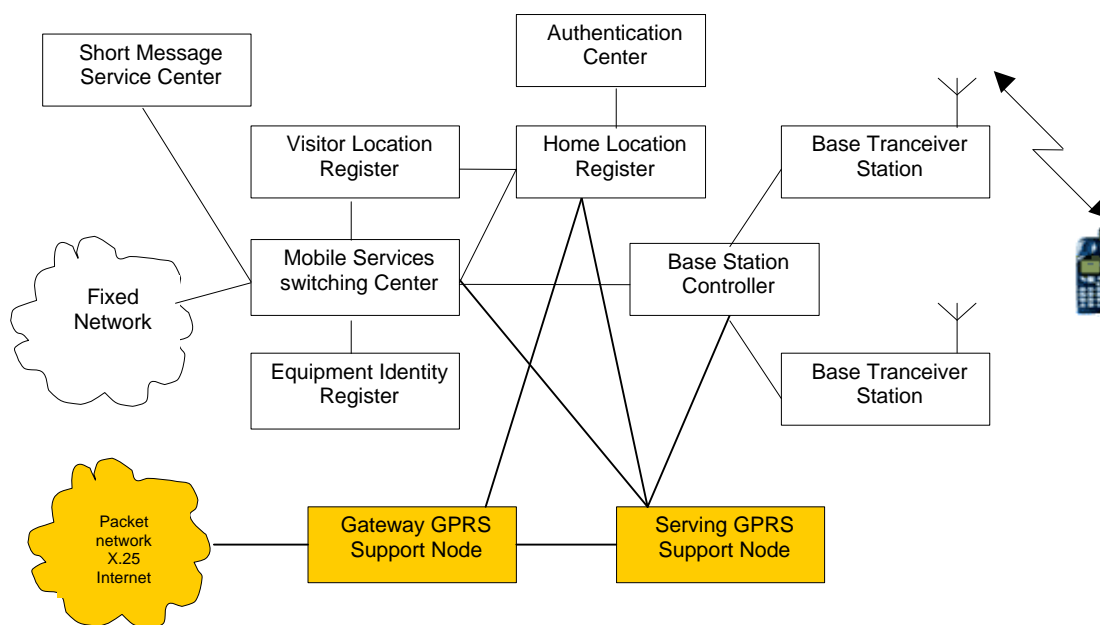 Short Message
Service Center
Authentication
Center
Visitor Location
Register
Home Location
Register
Base Tranceiver
Station
Fixed
Network
Mobile Services
switching Center
Base Station
Controller
Equipment Identity
Register
Base Tranceiver
Station
Packet
network
X.25
Internet
Gateway GPRS
Support Node
Serving GPRS
Support Node